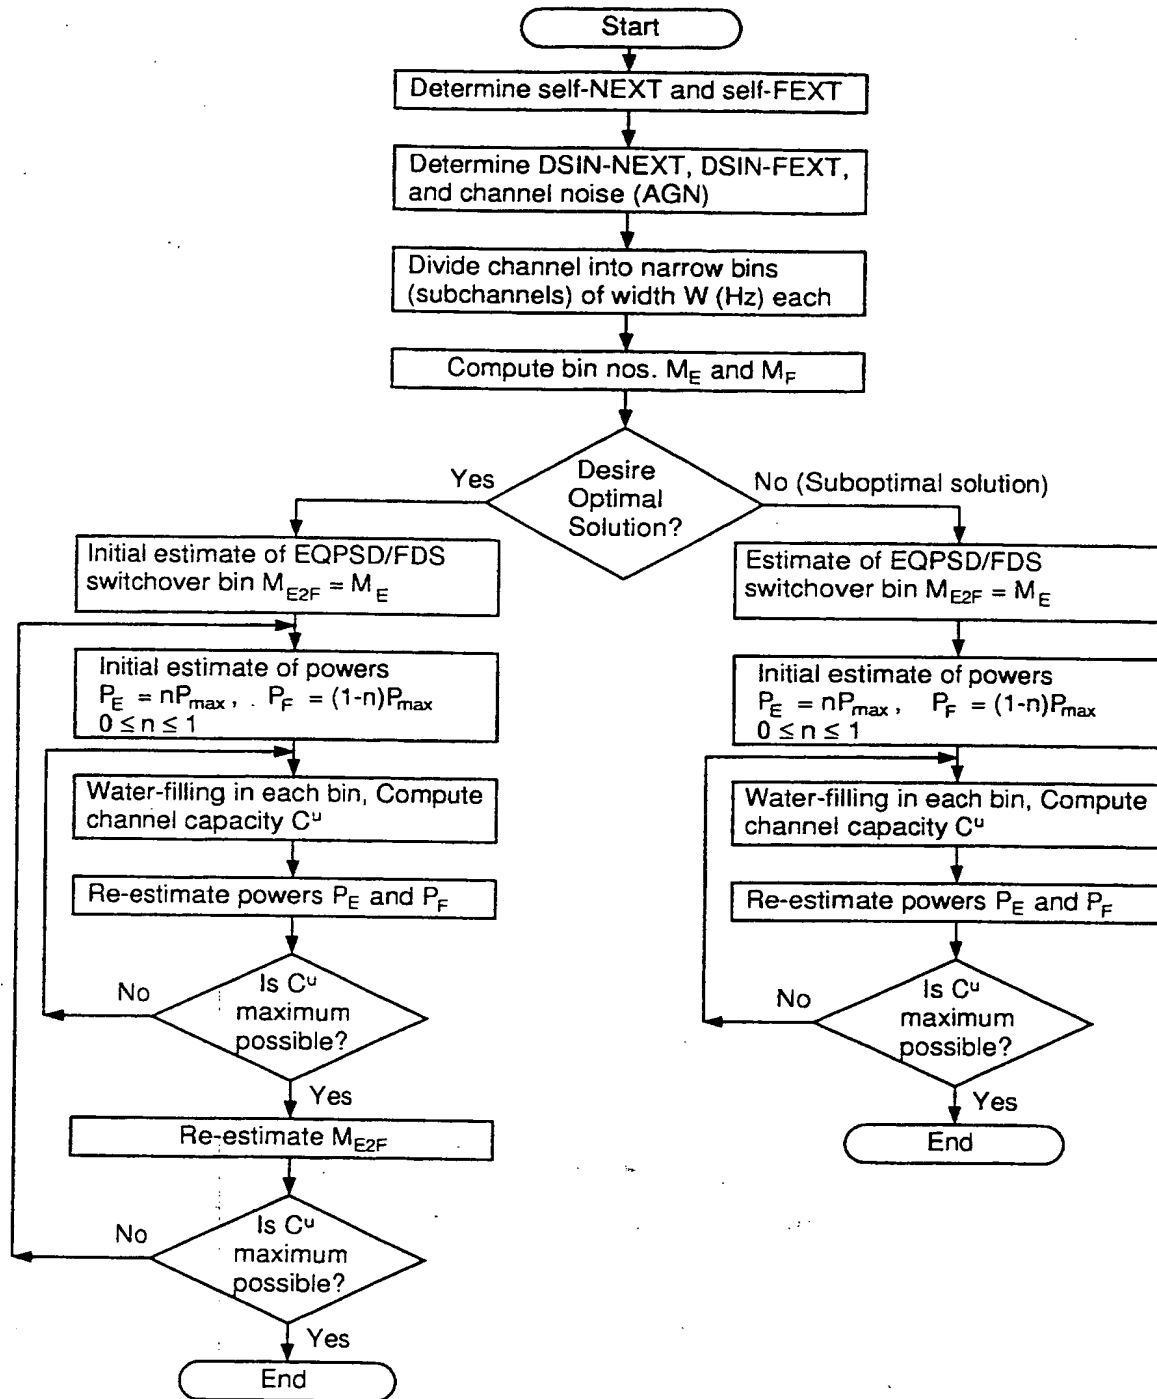 Start
Determine self-NEXT and self-FEXT
Determine DSIN-NEXT, DSIN-FEXT,
and channel noise (AGN)
Divide channel into narrow bins
(subchannels) of width W (Hz) each
Compute bin nos. M_E and M_F
Desire
Optimal
Solution?
Yes
No (Suboptimal solution)
Initial estimate of EQPSD/FDS
switchover bin M_E2F = M_E
Initial estimate of powers
P_E = nP_max , P_F = (1-n)P_max
0 ≤ n ≤ 1
Water-filling in each bin, Compute
channel capacity Cᵘ
Re-estimate powers P_E and P_F
Is Cᵘ
maximum
possible?
No
Yes
Re-estimate M_E2F
Is Cᵘ
maximum
possible?
No
Yes
End
Estimate of EQPSD/FDS
switchover bin M_E2F = M_E
Initial estimate of powers
P_E = nP_max , P_F = (1-n)P_max
0 ≤ n ≤ 1
Water-filling in each bin, Compute
channel capacity Cᵘ
Re-estimate powers P_E and P_F
Is Cᵘ
maximum
possible?
No
Yes
End